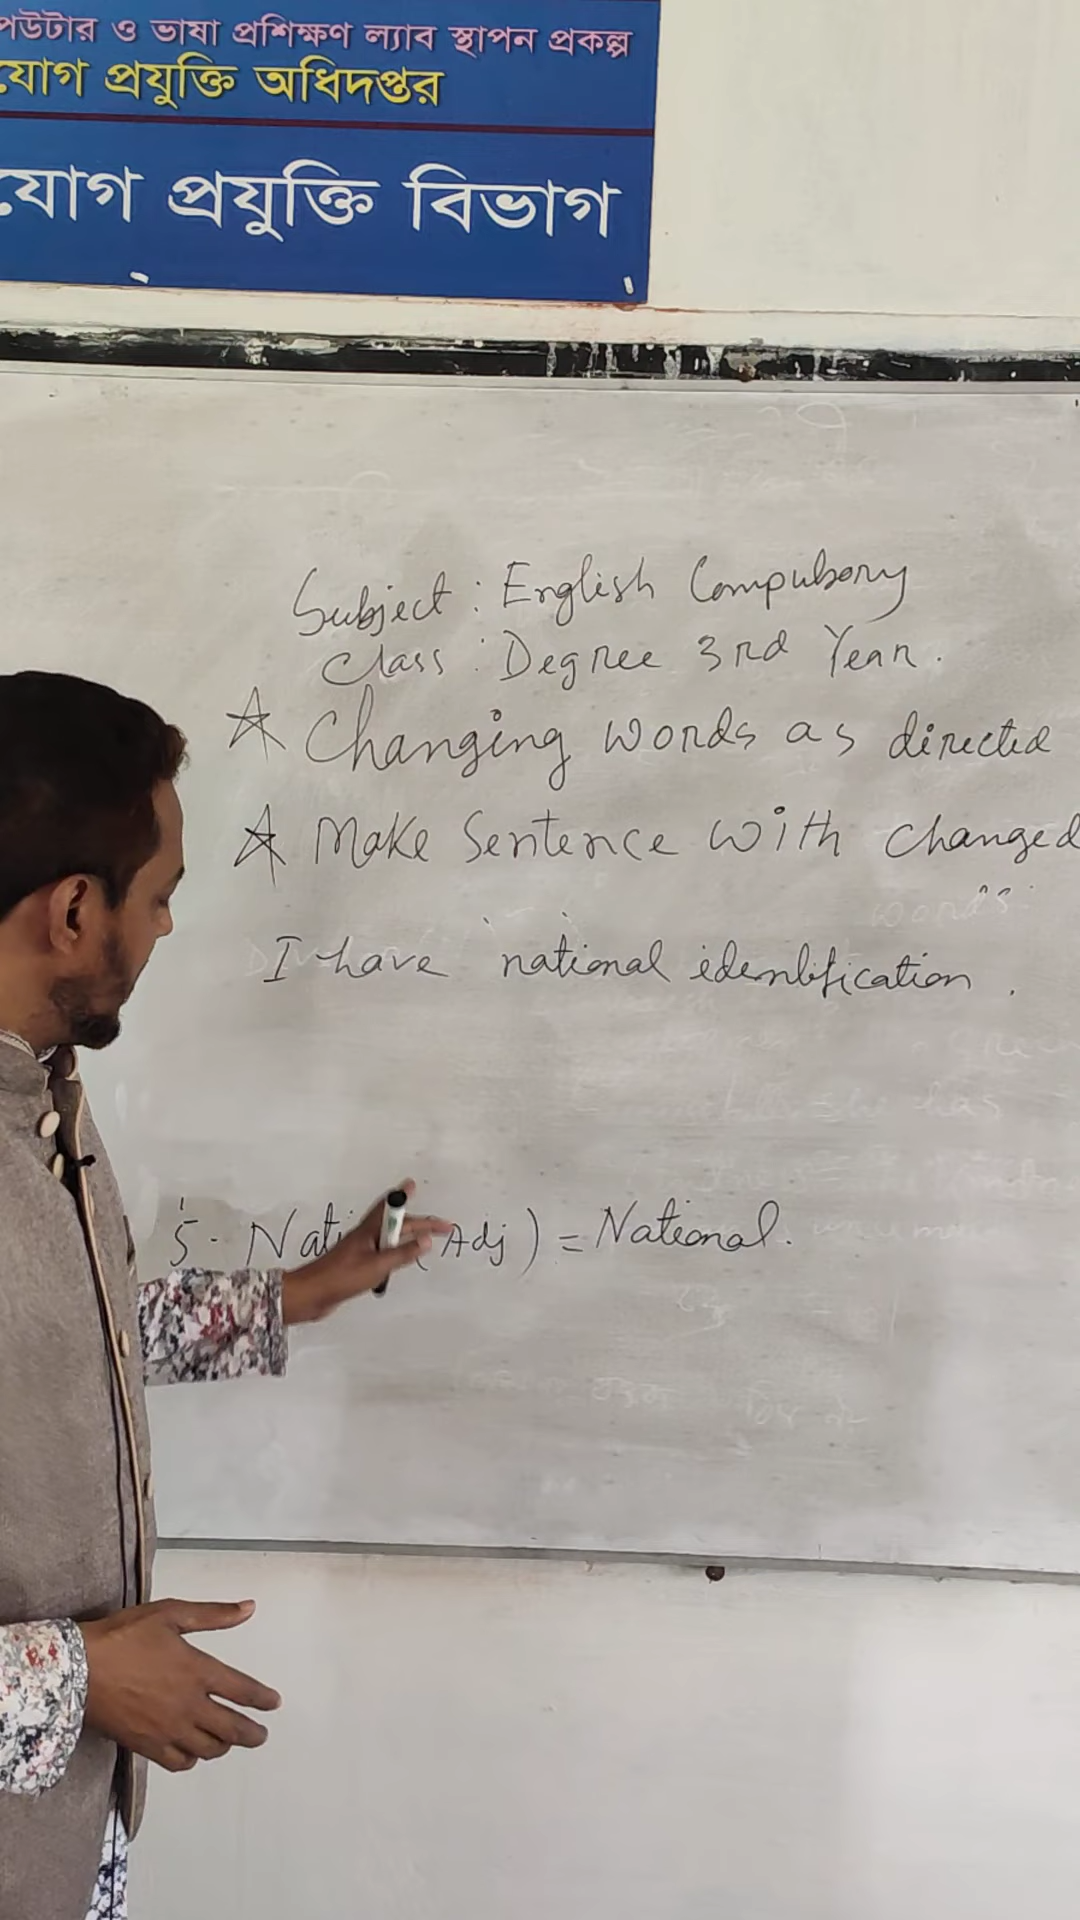 পউটার ও ভাষা প্রশিক্ষণ ল্যাব স্থাপন প্রকল্প
যোগ প্রযুক্তি অধিদপ্তর
যোগ প্রযুক্তি বিভাগ
Subject : English Compulsory
Class : Degree 3rd Year.
Changing words as directed
Make Sentence with changed
words.
I have national identification.
5. Nati (Adj) = National.